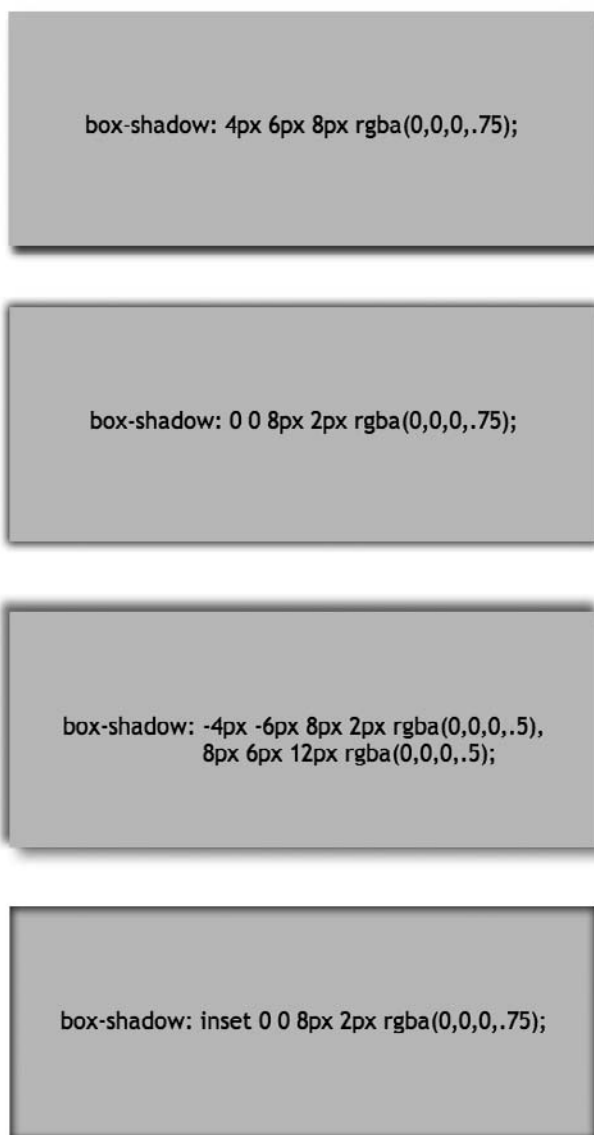 box-shadow: 4px 6px 8px rgba(0,0,0,.75);
box-shadow: 0 0 8px 2px rgba(0,0,0,.75);
box-shadow: -4px -6px 8px 2px rgba(0,0,0,.5),
8px 6px 12px rgba(0,0,0,.5);
box-shadow: inset 0 0 8px 2px rgba(0,0,0,.75);